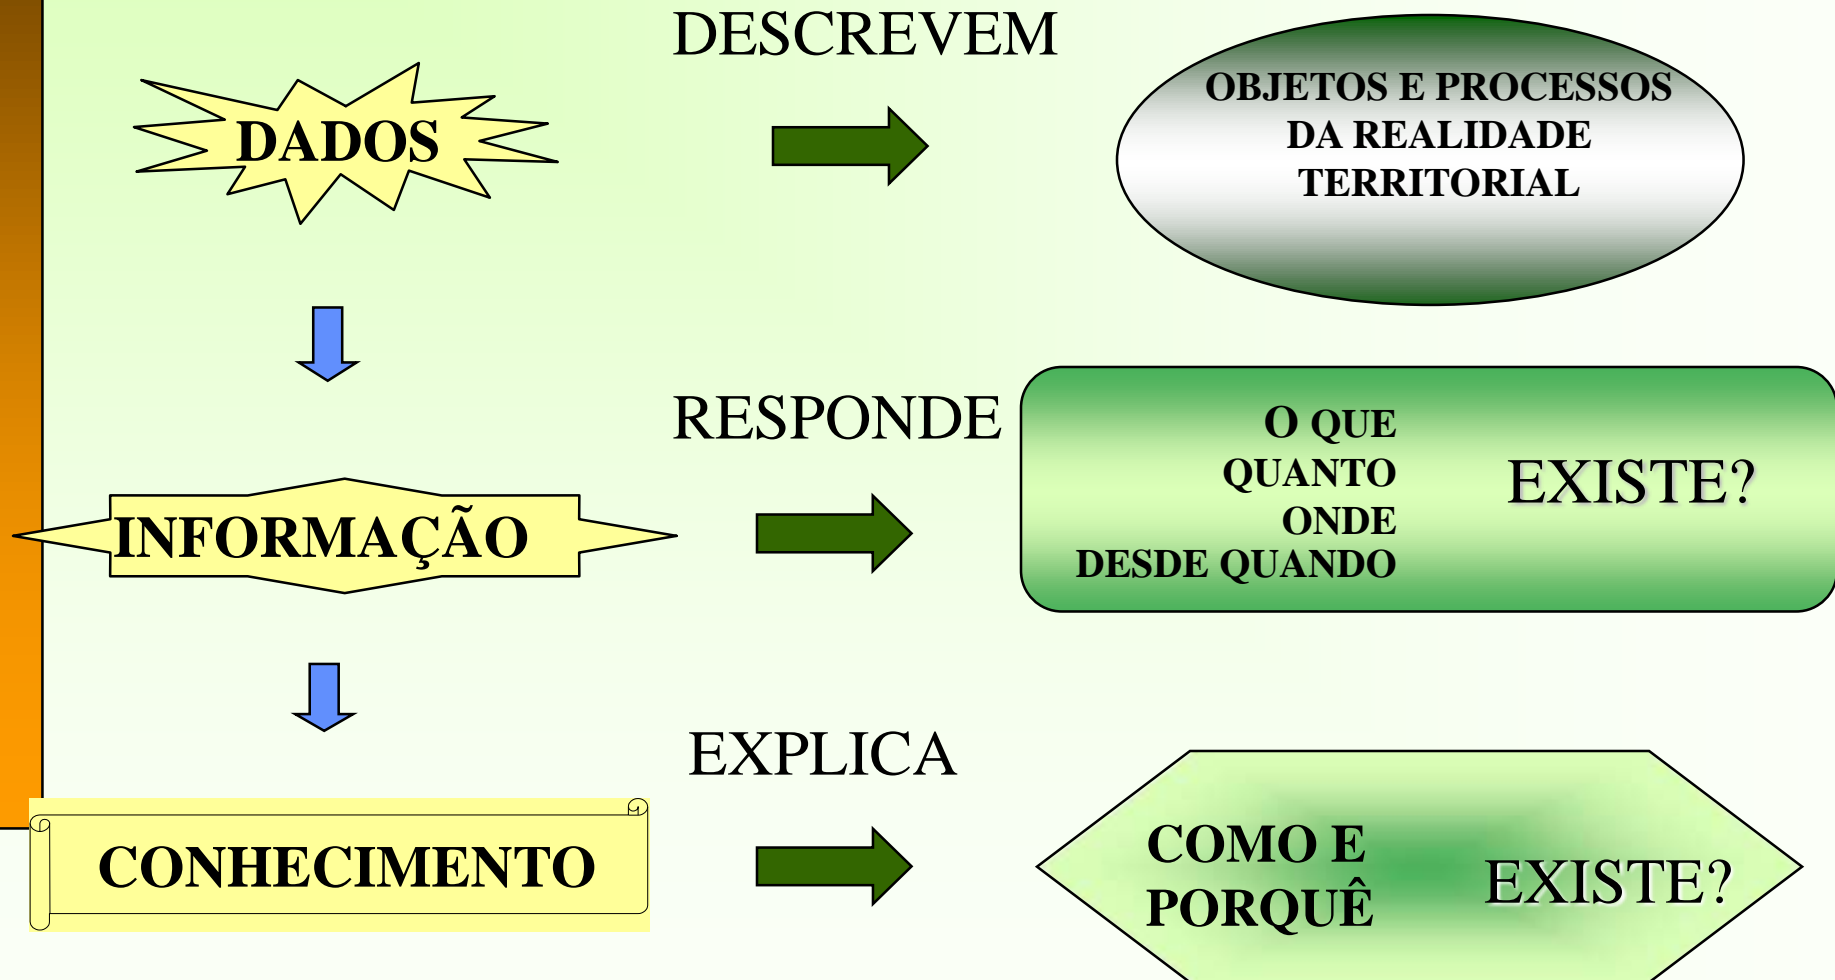 DESCREVEM
DADOS
OBJETOS E PROCESSOS
DA REALIDADE
TERRITORIAL
RESPONDE
INFORMAÇÃO
O QUE
QUANTO
ONDE
DESDE QUANDO
EXISTE?
EXPLICA
CONHECIMENTO
COMO E
PORQUÊ
EXISTE?